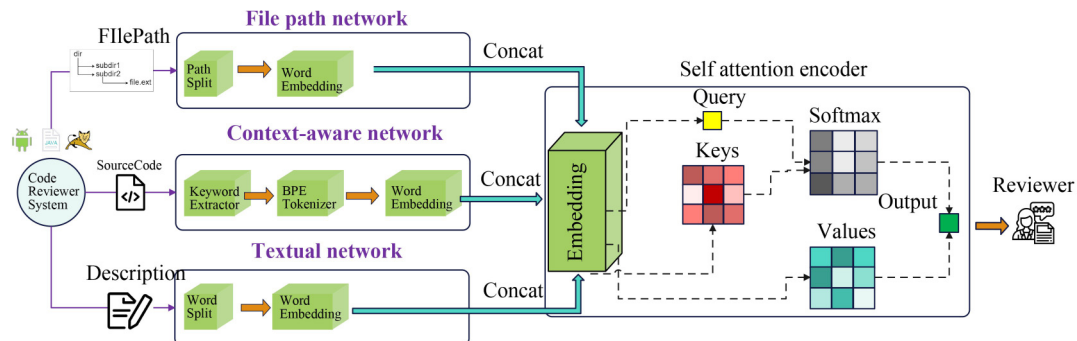 File path network
FIlePath
dir
subdir1
subdir2
file.ext
Path
Split
Word
Embedding
Concat
Self attention encoder
Query
Softmax
Keys
Context-aware network
JAVA
SourceCode
Code
Reviewer
System
Keyword
Extractor
BPE
Tokenizer
Word
Embedding
Concat
Embedding
Output
Reviewer
Values
Textual network
Description
Word
Split
Word
Embedding
Concat